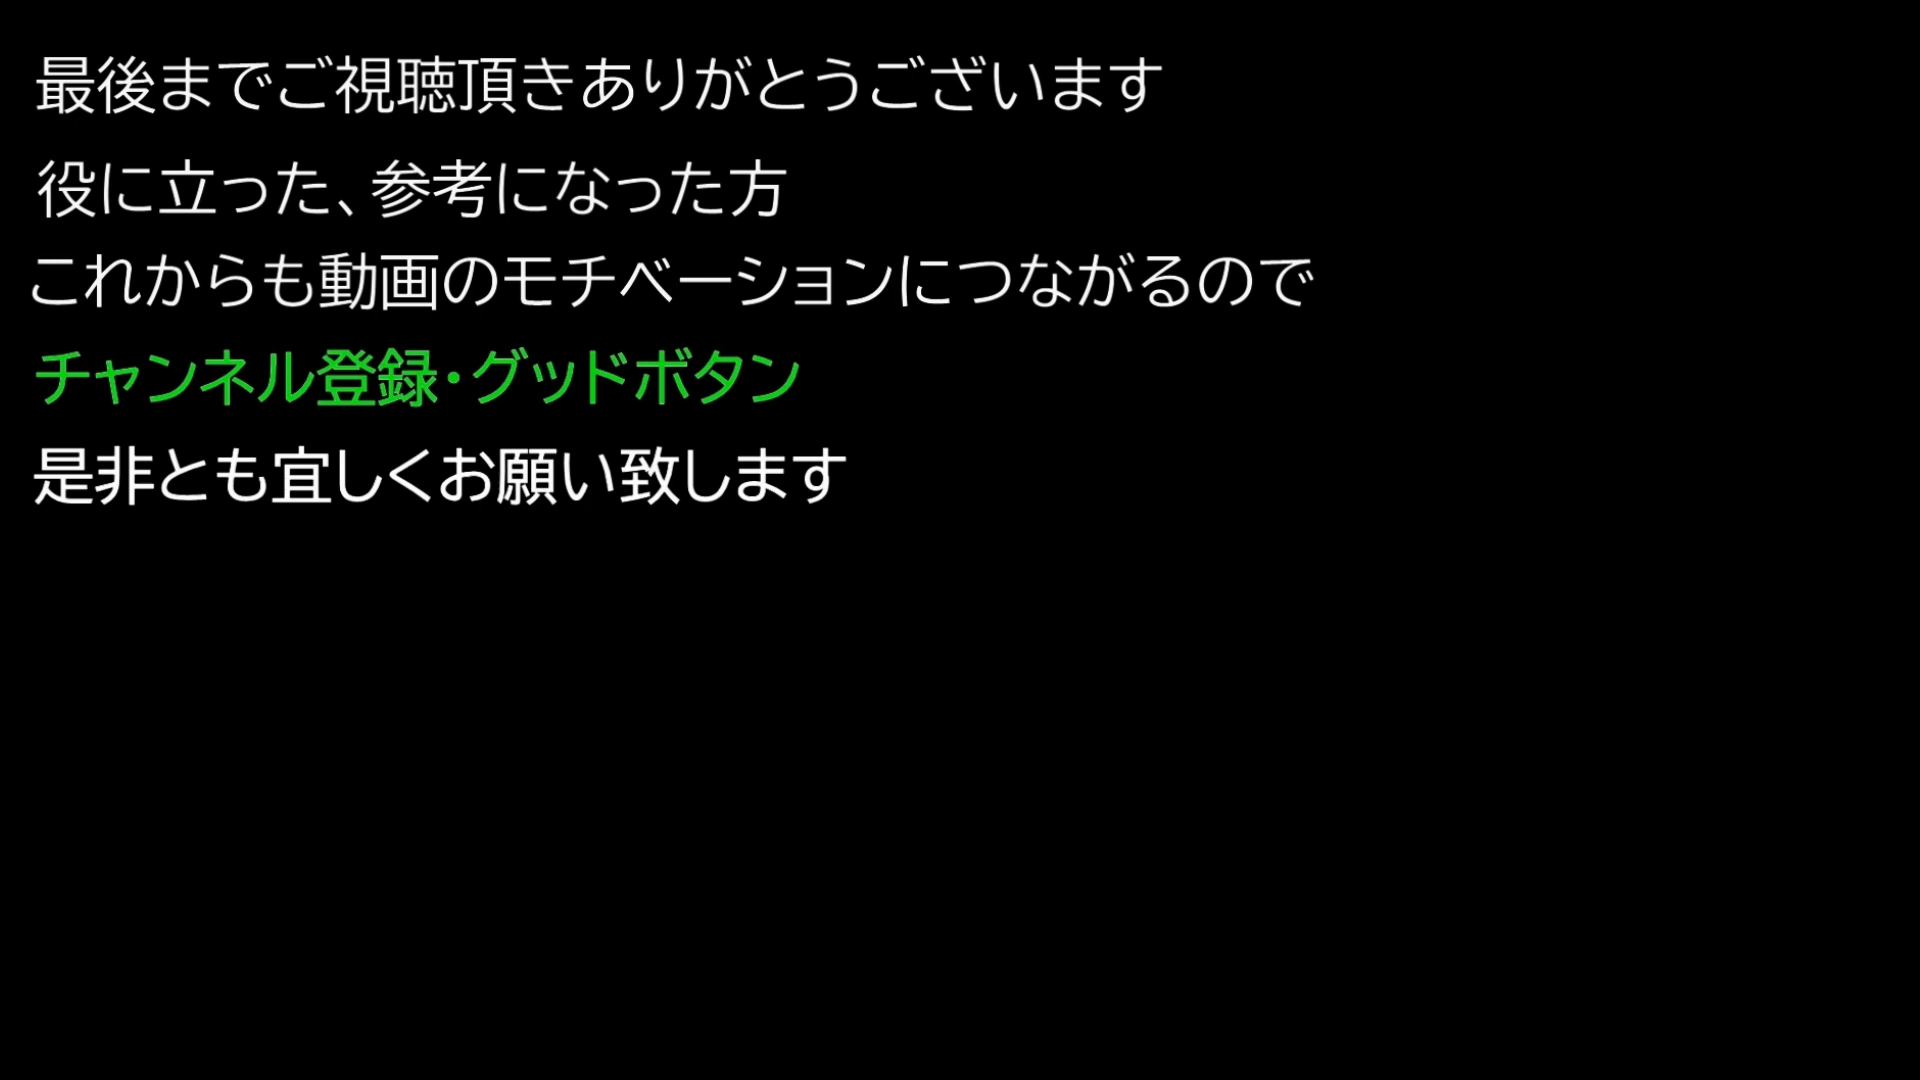 最後までご視聴頂きありがとうございます
役に立った、参考になった方
これからも動画のモチベーションにつながるので
チャンネル登録・グッドボタン
是非とも宜しくお願い致します